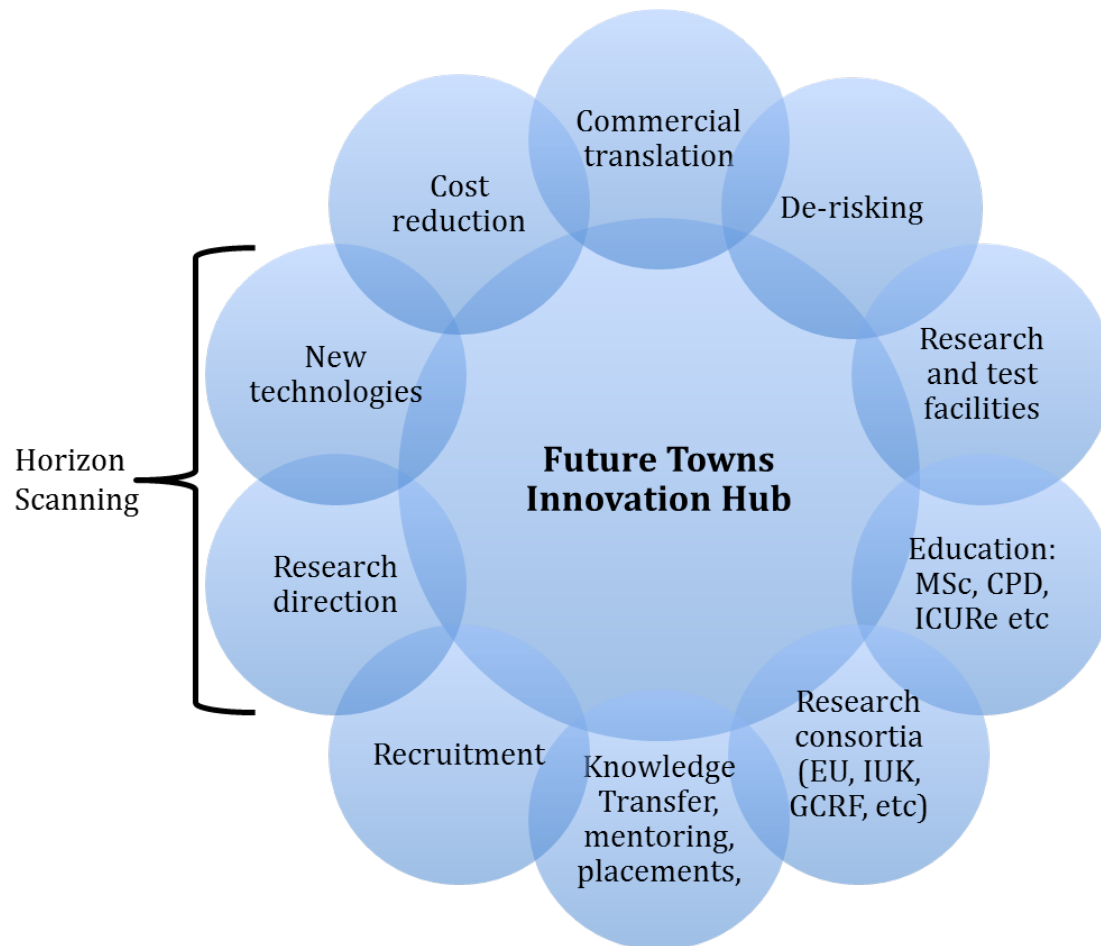 Commercial
translation
De-risking
Research
and test
facilities
Education:
MSc, CPD,
ICURe etc
Research
consortia
(EU, IUK,
GCRF, etc)
Knowledge
Transfer,
mentoring,
placements,
Recruitment
Research
direction
New
technologies
Cost
reduction
Horizon
Scanning
Future Towns
Innovation Hub